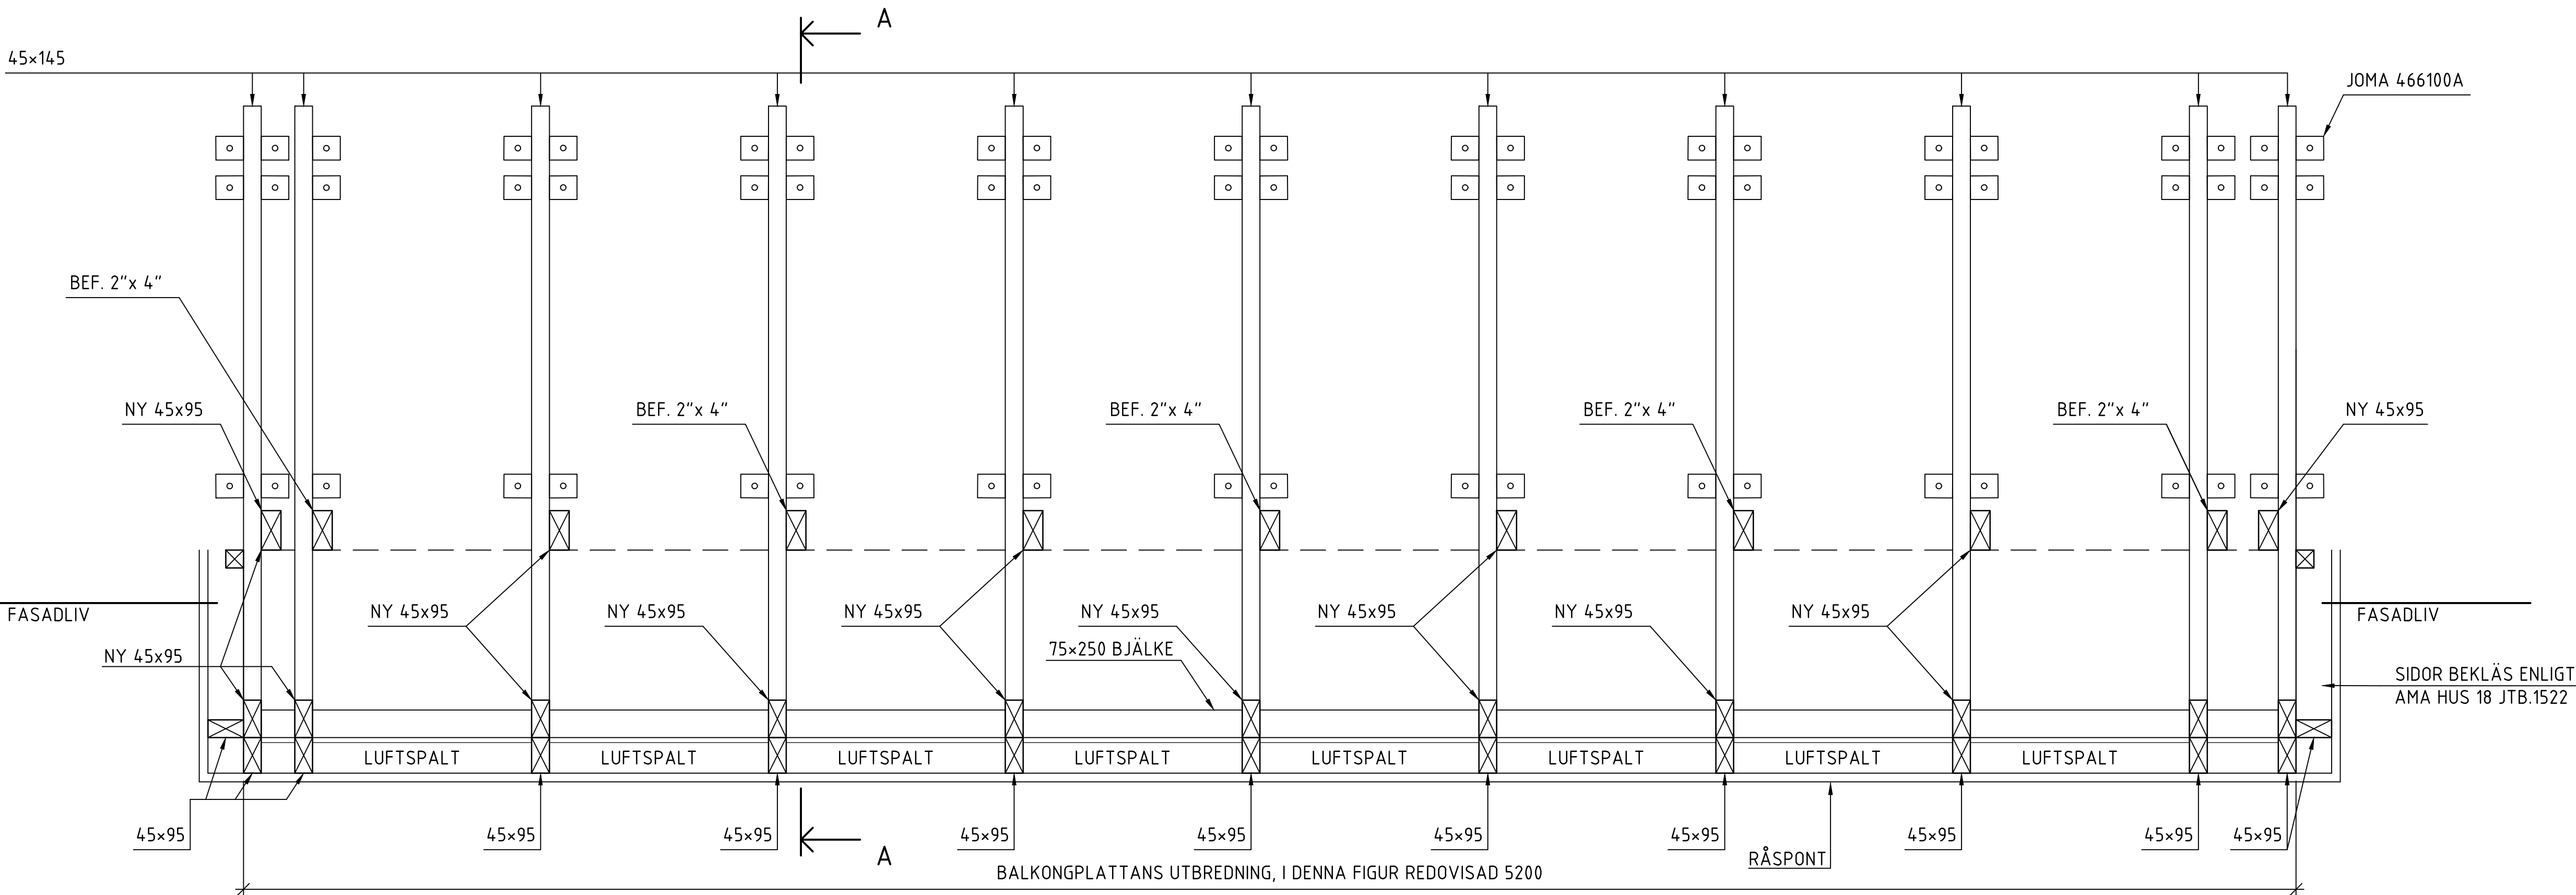 A
45×145
JOMA 466100A
BEF. 2"x 4"
NY 45x95
BEF. 2"x 4"
BEF. 2"x 4"
BEF. 2"x 4"
BEF. 2"x 4"
NY 45x95
FASADLIV
NY 45x95
NY 45x95
NY 45x95
NY 45x95
NY 45x95
NY 45x95
NY 45x95
FASADLIV
NY 45x95
75×250 BJÄLKE
SIDOR BEKLÄS ENLIGT
AMA HUS 18 JTB.1522
LUFTSPALT
LUFTSPALT
LUFTSPALT
LUFTSPALT
LUFTSPALT
LUFTSPALT
LUFTSPALT
LUFTSPALT
45×95
45×95
45×95
45×95
45×95
45×95
45×95
45×95
45×95
45×95
A
RÅSPONT
BALKONGPLATTANS UTBREDNING, I DENNA FIGUR REDOVISAD 5200